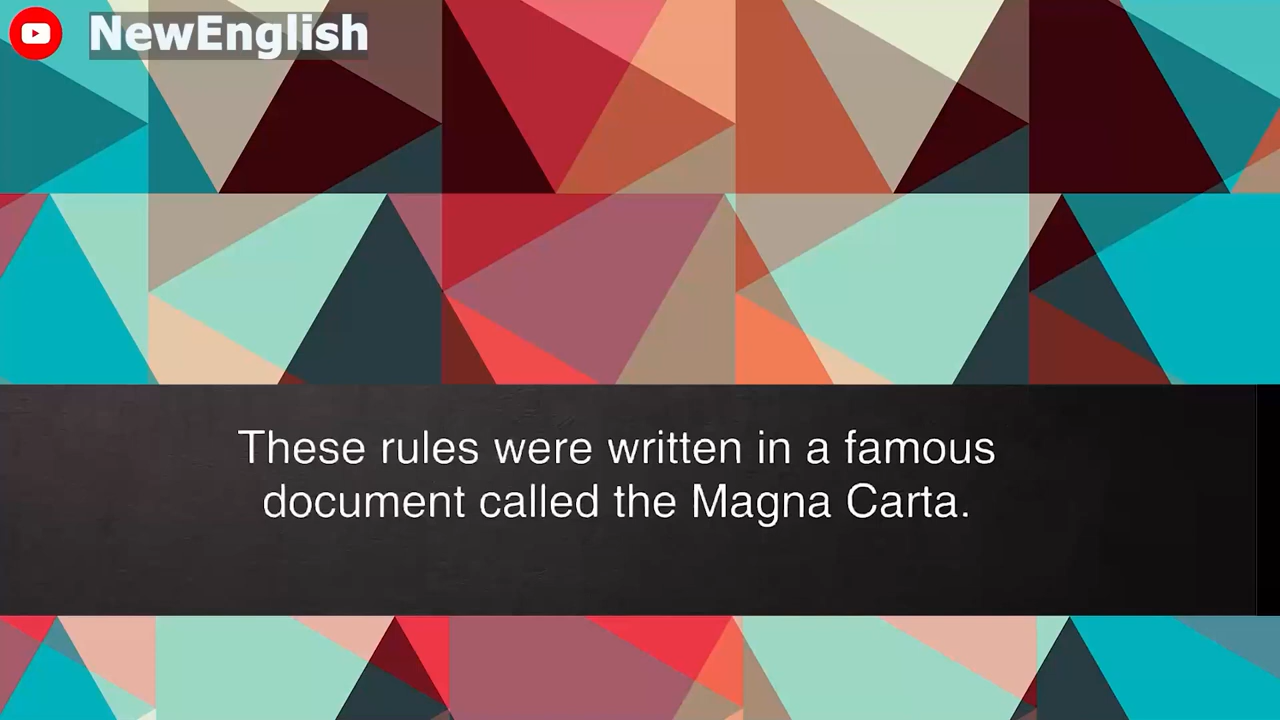 NewEnglish
These rules were written in a famous
document called the Magna Carta.